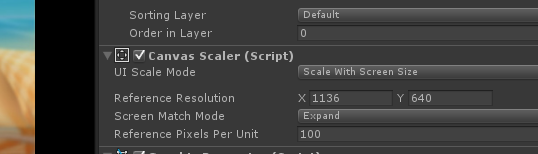 Sorting Layer Default
Order in Layer 0
Canvas Scaler (Script)
UI Scale Mode Scale With Screen Size
Reference Resolution X 1136 Y 640
Screen Match Mode Expand
Reference Pixels Per Unit 100